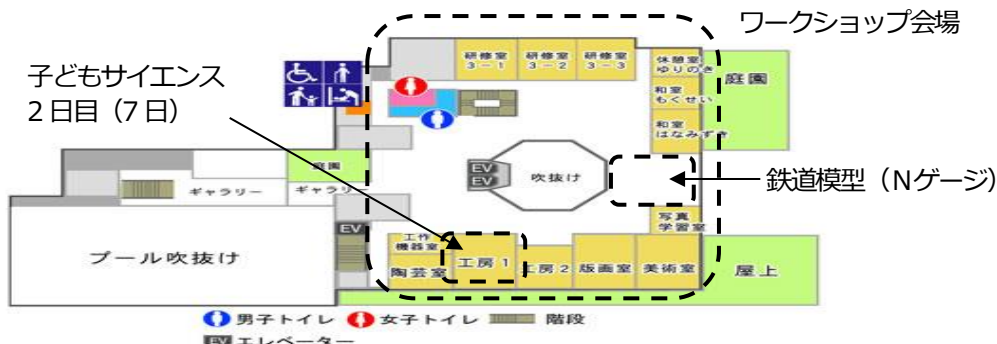 ワークショップ会場
子どもサイエンス
2日目（7日）
研修室
3-1
研修室
3-2
研修室
3-3
休憩室
ゆりのき
庭園
和室
もくせい
和室
はなみずき
庭園
ギャラリー
ギャラリ
EV
EV
吹抜け
鉄道模型（Nゲージ）
写真
学習室
EV
工作
機器室
プール吹抜け
陶芸室
工房1
工房2
版画室
美術室
屋上
男子トイレ
女子トイレ
階段
EV エレベーター